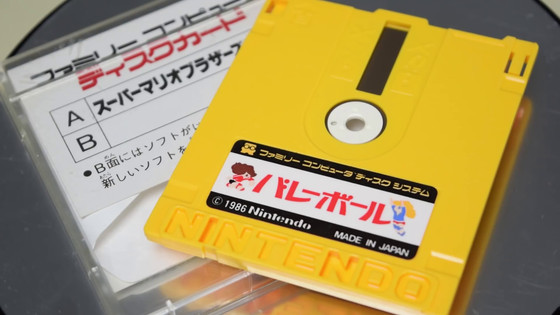 ファミリー コンピュー
ディスクカード
A スーパーマリオブラザーズ
B
●B面にはソフトが
新しいソフトを
ファミリー コンピュータ ディスク システム
バレーボール
© 1986 Nintendo
MADE IN JAPAN
NINTENDO